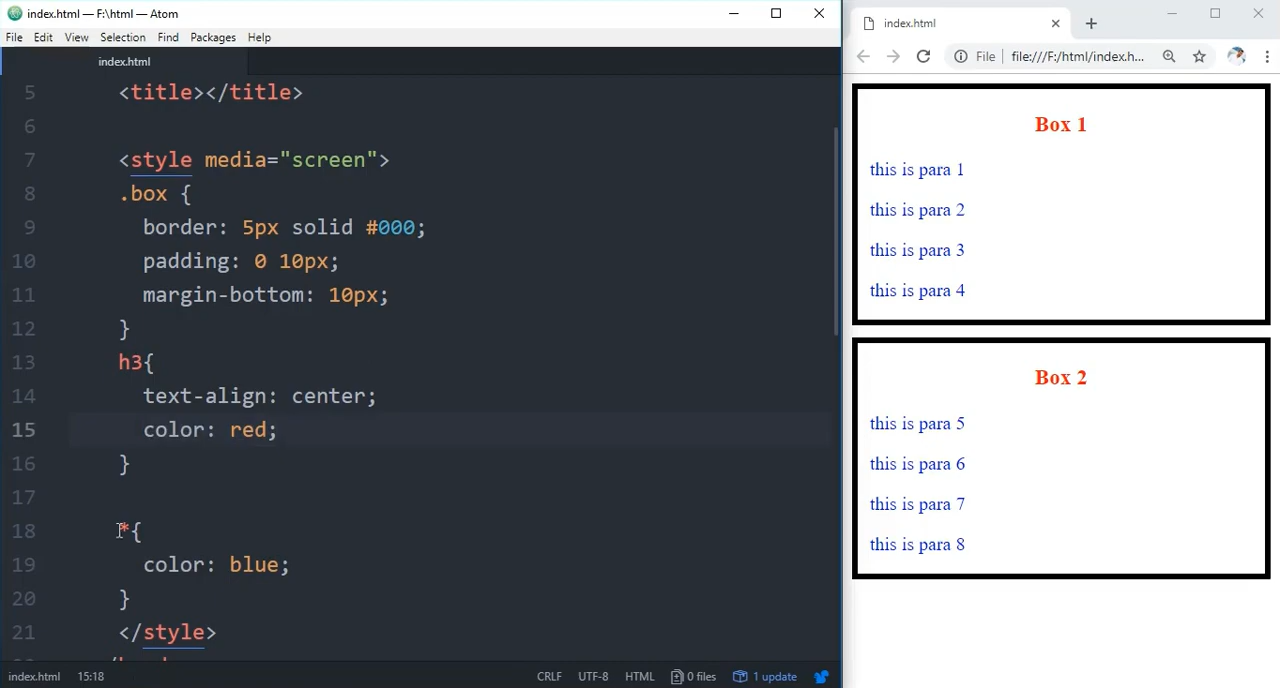 index.html — F:\html — Atom
File Edit View Selection Find Packages Help
index.html
5 <title></title>
6
7 <style media="screen">
8 .box {
9 border: 5px solid #000;
10 padding: 0 10px;
11 margin-bottom: 10px;
12 }
13 h3{
14 text-align: center;
15 color: red;
16 }
17
18 *{
19 color: blue;
20 }
21 </style>
index.html 15:18 CRLF UTF-8 HTML 0 files 1 update
index.html
File file:///F:/html/index.h...
Box 1
this is para 1
this is para 2
this is para 3
this is para 4
Box 2
this is para 5
this is para 6
this is para 7
this is para 8